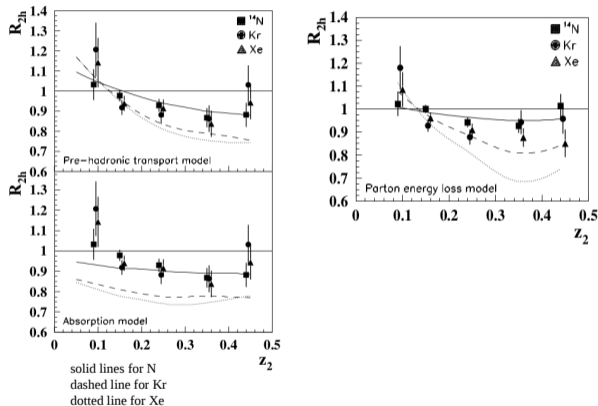 R2h
1.4
1.3
1.2
1.1
1
0.9
0.8
0.7
0.6
¹⁴N
Kr
Xe
Pre-hadronic transport model
R2h
1.3
1.2
1.1
1
0.9
0.8
0.7
0.6
Absorption model
0
0.1
0.2
0.3
0.4
0.5
z2
solid lines for N
dashed line for Kr
dotted line for Xe
R2h
1.4
1.3
1.2
1.1
1
0.9
0.8
0.7
0.6
¹⁴N
Kr
Xe
Parton energy loss model
0
0.1
0.2
0.3
0.4
0.5
z2